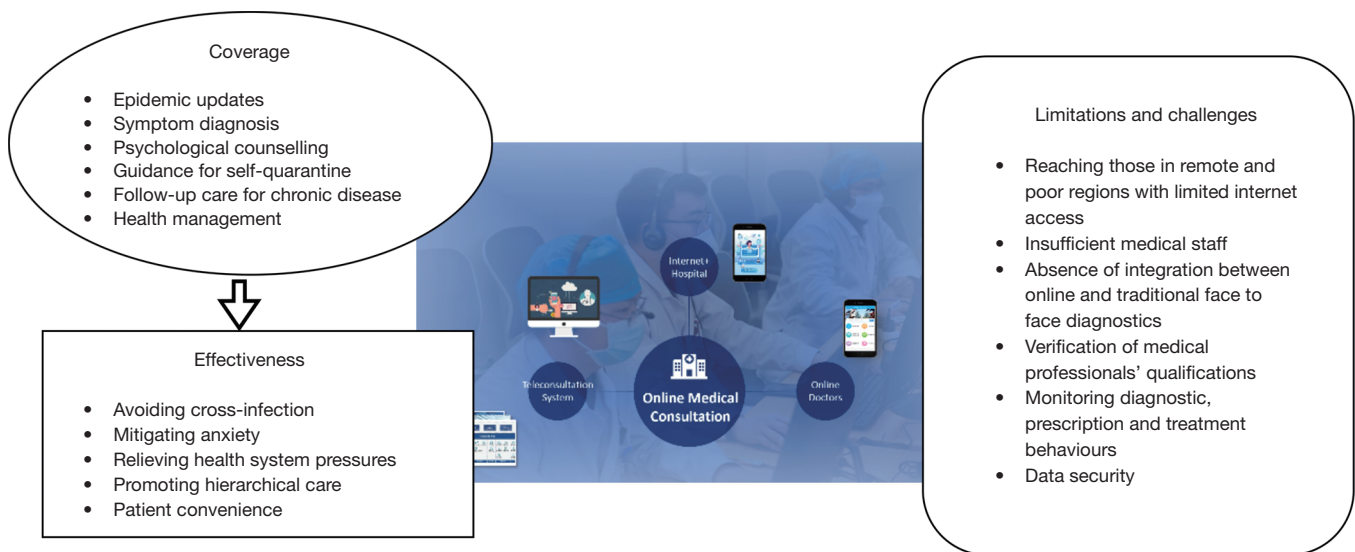 Coverage
• Epidemic updates
• Symptom diagnosis
• Psychological counselling
• Guidance for self-quarantine
• Follow-up care for chronic disease
• Health management
Effectiveness
• Avoiding cross-infection
• Mitigating anxiety
• Relieving health system pressures
• Promoting hierarchical care
• Patient convenience
Internet+
Hospital
Teleconsultation
System
Online Medical
Consultation
Online
Doctors
Limitations and challenges
• Reaching those in remote and
poor regions with limited internet
access
• Insufficient medical staff
• Absence of integration between
online and traditional face to
face diagnostics
• Verification of medical
professionals’ qualifications
• Monitoring diagnostic,
prescription and treatment
behaviours
• Data security